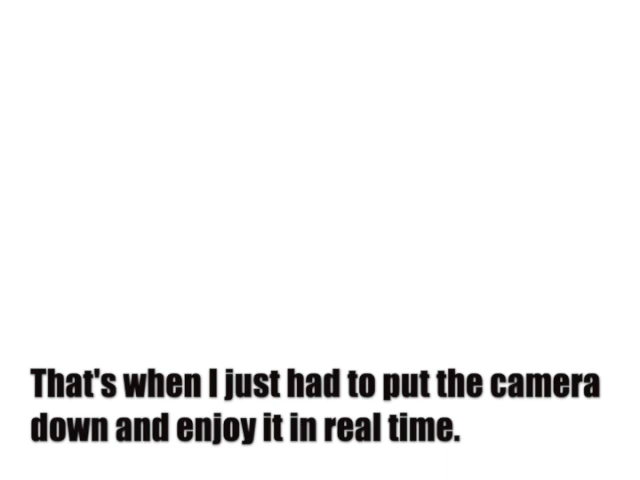 That's when I just had to put the camera
down and enjoy it in real time.